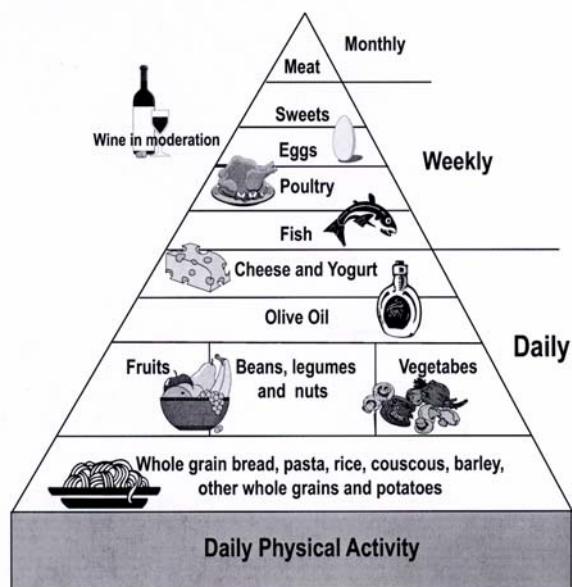 Monthly
Meat
Sweets
Wine in moderation
Eggs
Weekly
Poultry
Fish
Cheese and Yogurt
Olive Oil
Daily
Fruits
Beans, legumes
and nuts
Vegetabes
Whole grain bread, pasta, rice, couscous, barley,
other whole grains and potatoes
Daily Physical Activity